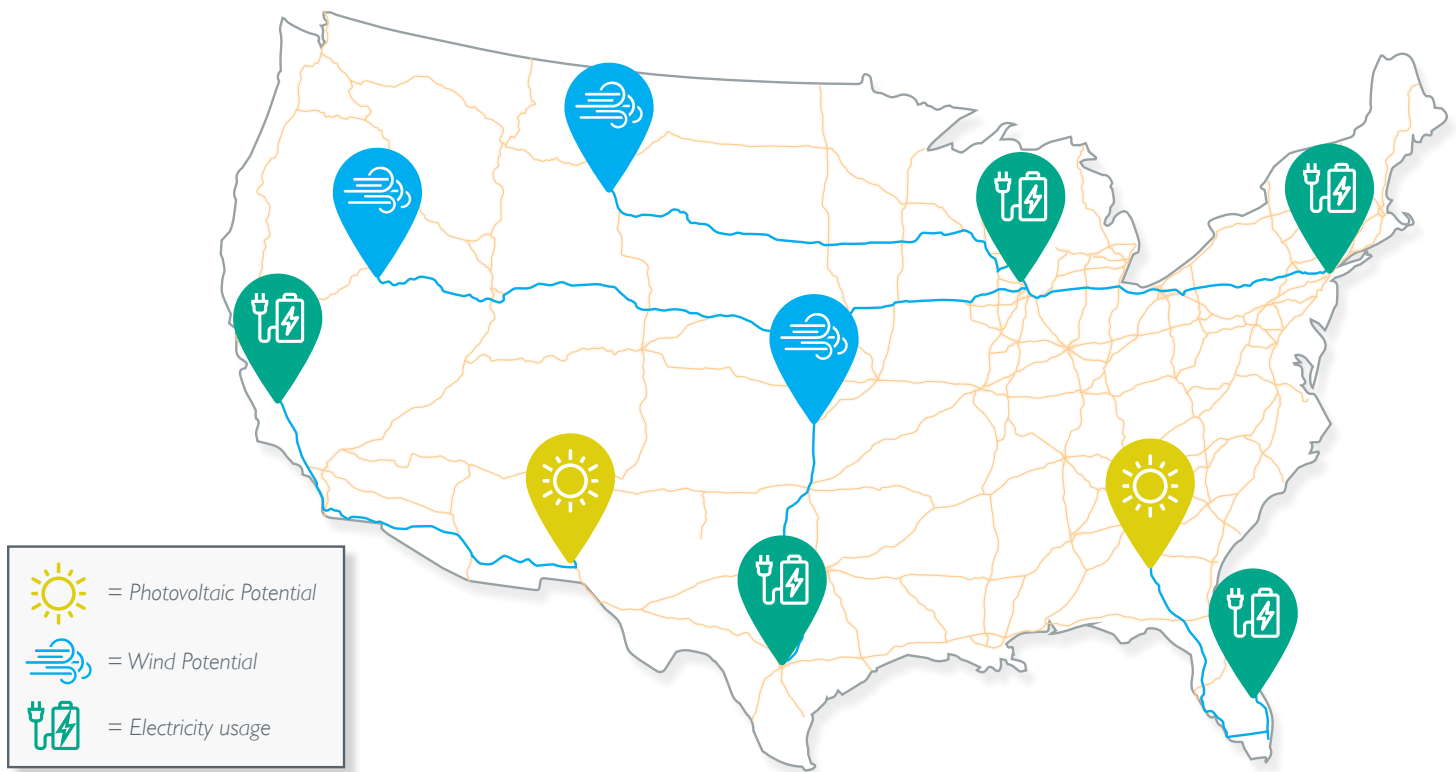 = Photovoltaic Potential
= Wind Potential
= Electricity usage